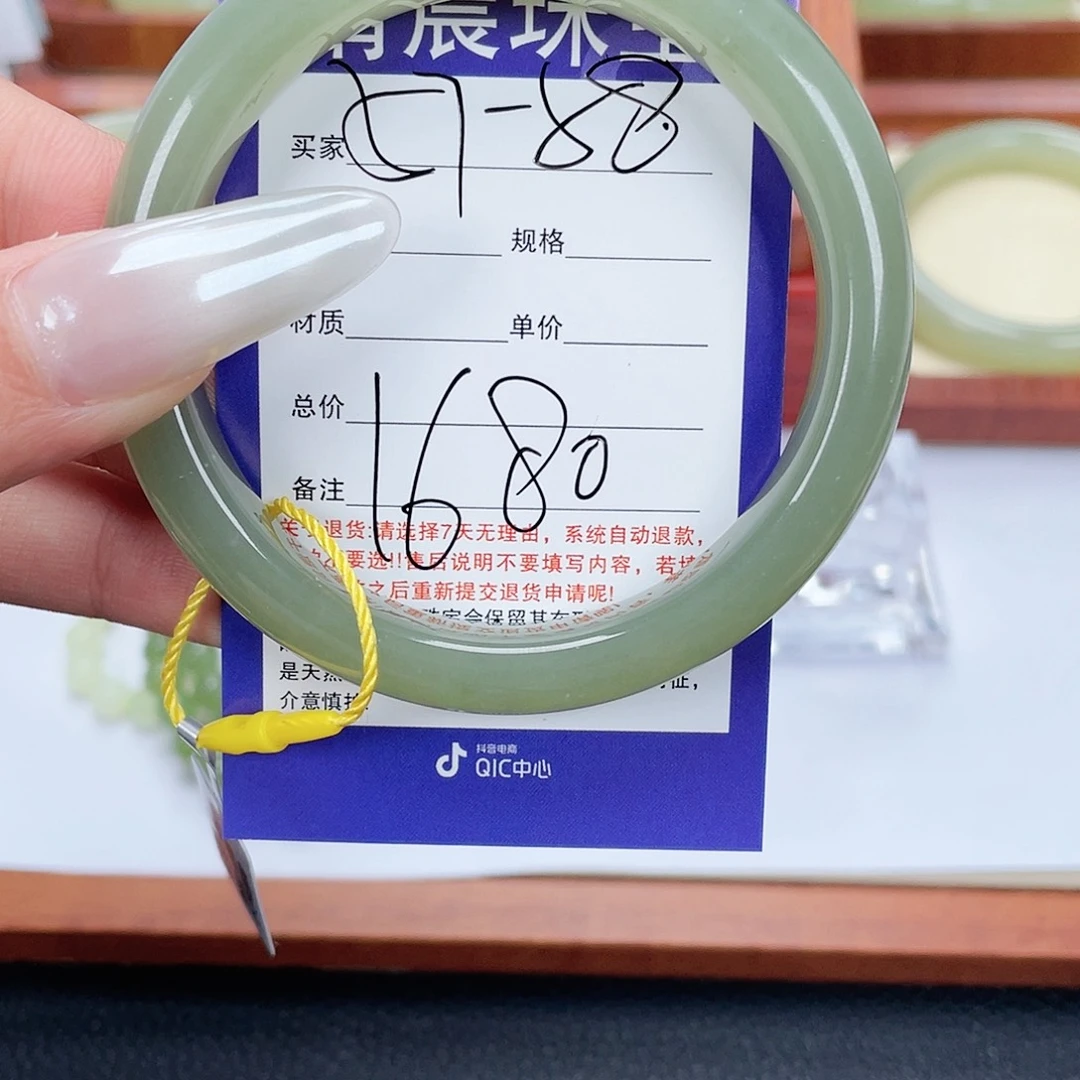 晨珠宝
买家 57-88
规格
材质 单价
总价 1680
备注
退货 请选择7天无理由，系统自动退款，
要选!!售后说明不要填写内容，若
之后重新提交退货申请呢!
是天然
介意慎拍
抖音电商
QIC中心